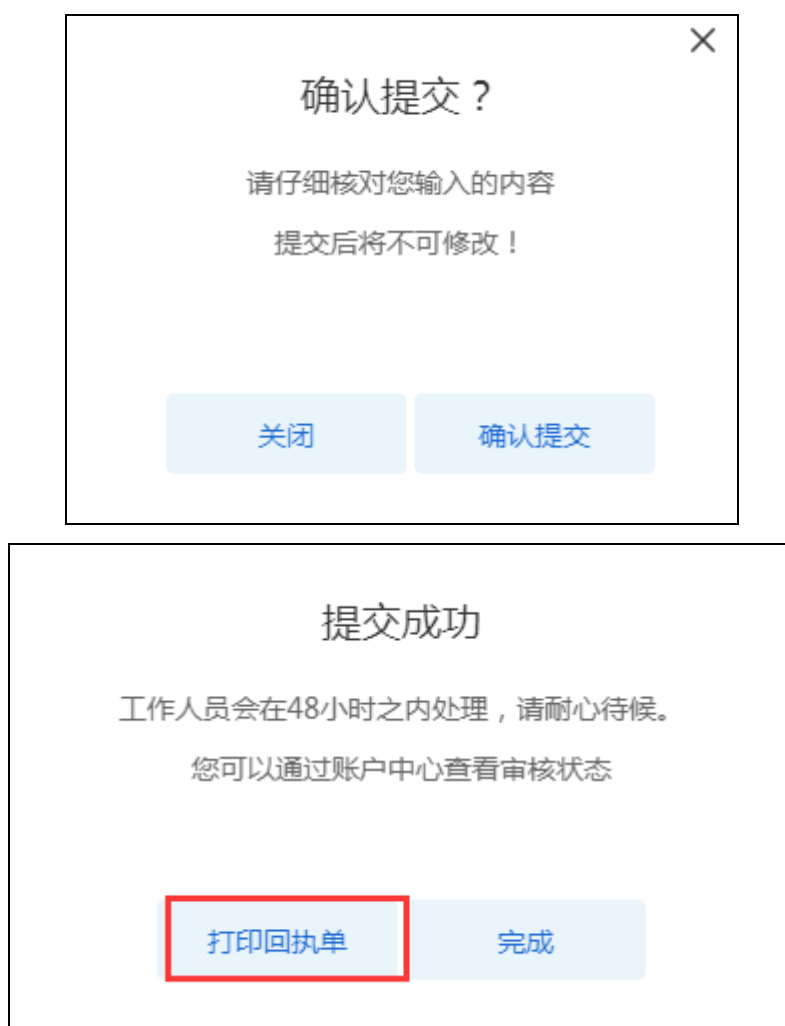 确认提交？
请仔细核对您输入的内容
提交后将不可修改！
关闭
确认提交
提交成功
工作人员会在48小时之内处理，请耐心待候。
您可以通过账户中心查看审核状态
打印回执单
完成